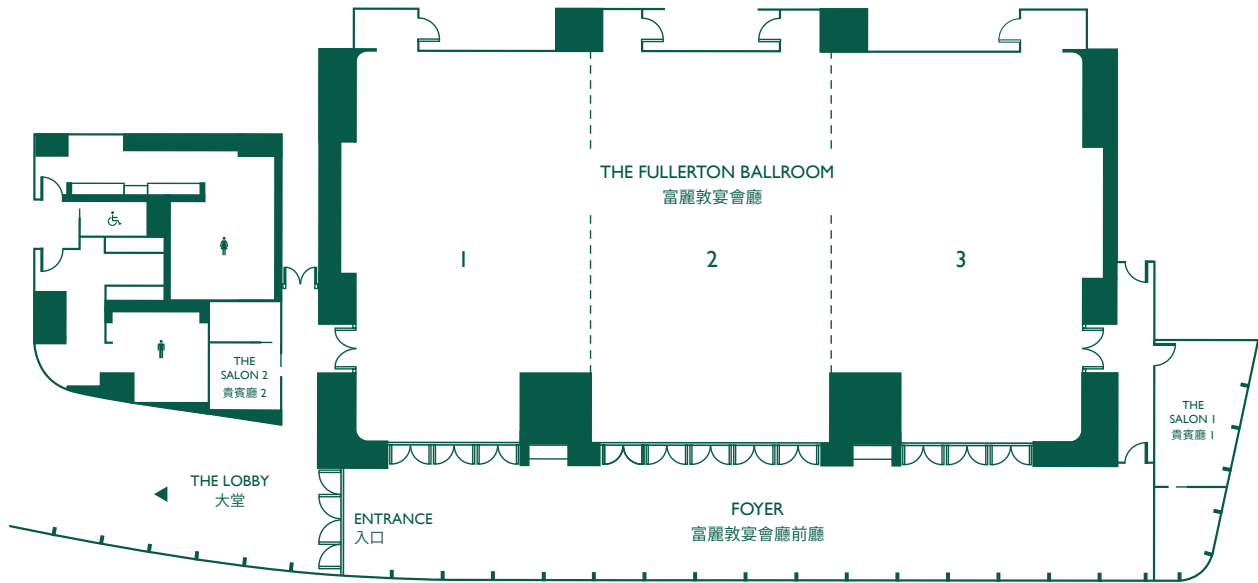 THE FULLERTON BALLROOM
富麗敦宴會廳
1
2
3
THE
SALON 2
貴賓廳 2
THE
SALON 1
貴賓廳 1
THE LOBBY
大堂
ENTRANCE
入口
FOYER
富麗敦宴會廳前廳